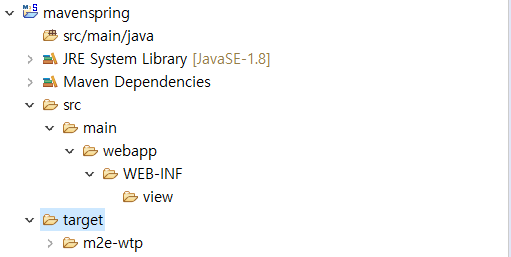 mavenspring
src/main/java
JRE System Library [JavaSE-1.8]
Maven Dependencies
src
main
webapp
WEB-INF
view
target
m2e-wtp